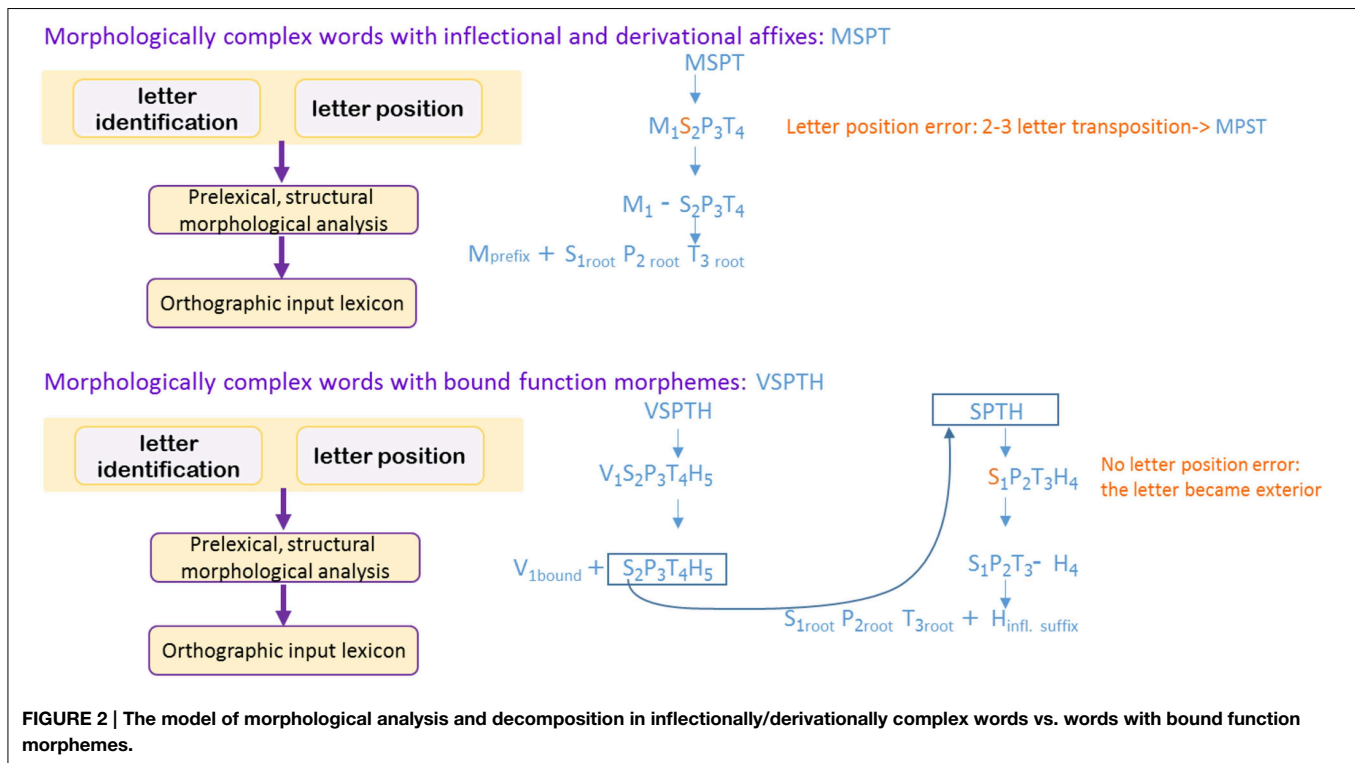 Morphologically complex words with inflectional and derivational affixes: MSPT
letter
identification
letter position
Prelexical, structural
morphological analysis
Orthographic input lexicon
MSPT
M₁S₂P₃T₄
Letter position error: 2-3 letter transposition-> MPST
M₁ - S₂P₃T₄
Mprefix + S₁root P₂ root T₃ root
Morphologically complex words with bound function morphemes: VSPTH
letter
identification
letter position
Prelexical, structural
morphological analysis
Orthographic input lexicon
VSPTH
V₁S₂P₃T₄H₅
V₁bound + S₂P₃T₄H₅
SPTH
S₁P₂T₃H₄
No letter position error:
the letter became exterior
S₁P₂T₃- H₄
S₁root P₂root T₃root + Hinfl. suffix
FIGURE 2 | The model of morphological analysis and decomposition in inflectionally/derivationally complex words vs. words with bound function
morphemes.